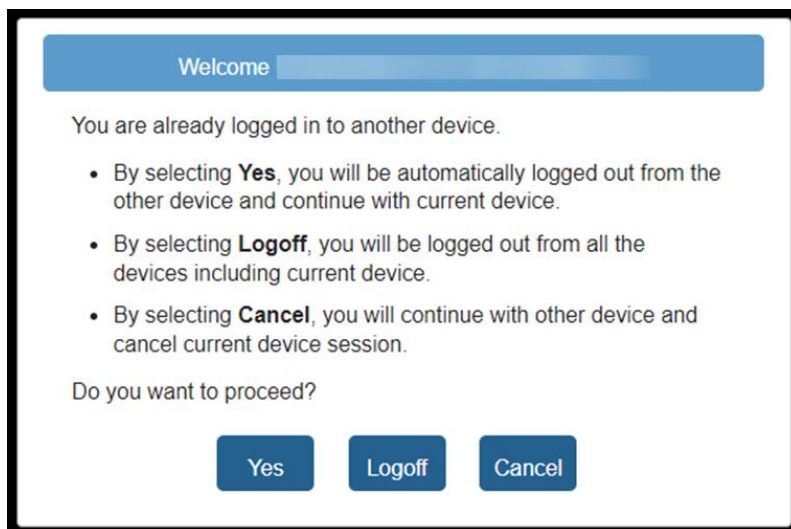 Welcome
You are already logged in to another device.
• By selecting Yes, you will be automatically logged out from the
other device and continue with current device.
• By selecting Logoff, you will be logged out from all the
devices including current device.
• By selecting Cancel, you will continue with other device and
cancel current device session.
Do you want to proceed?
Yes Logoff Cancel